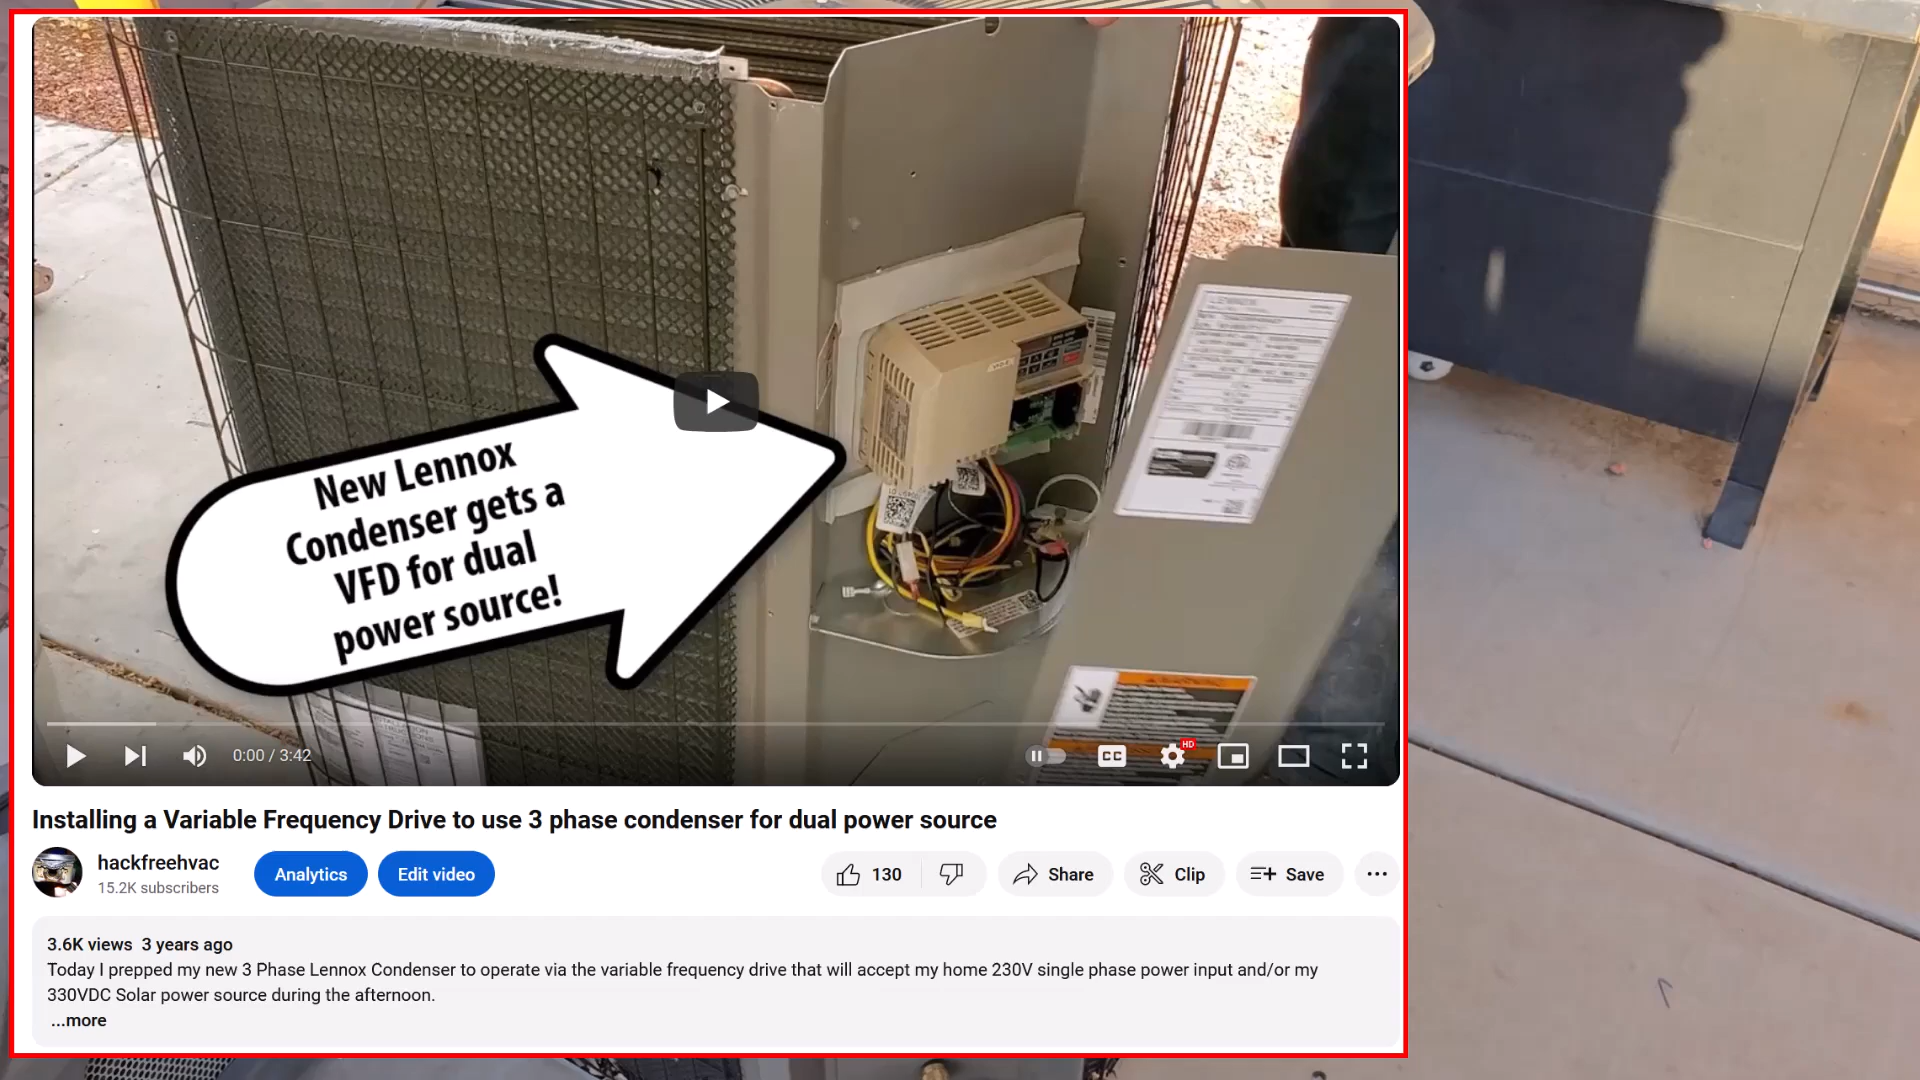 New Lennox
Condenser gets a
VFD for dual
power source!
0:00 / 3:42
CC
HD
Installing a Variable Frequency Drive to use 3 phase condenser for dual power source
hackfreehvac
15.2K subscribers
Analytics
Edit video
130
Share
Clip
Save
3.6K views 3 years ago
Today I prepped my new 3 Phase Lennox Condenser to operate via the variable frequency drive that will accept my home 230V single phase power input and/or my
330VDC Solar power source during the afternoon.
...more